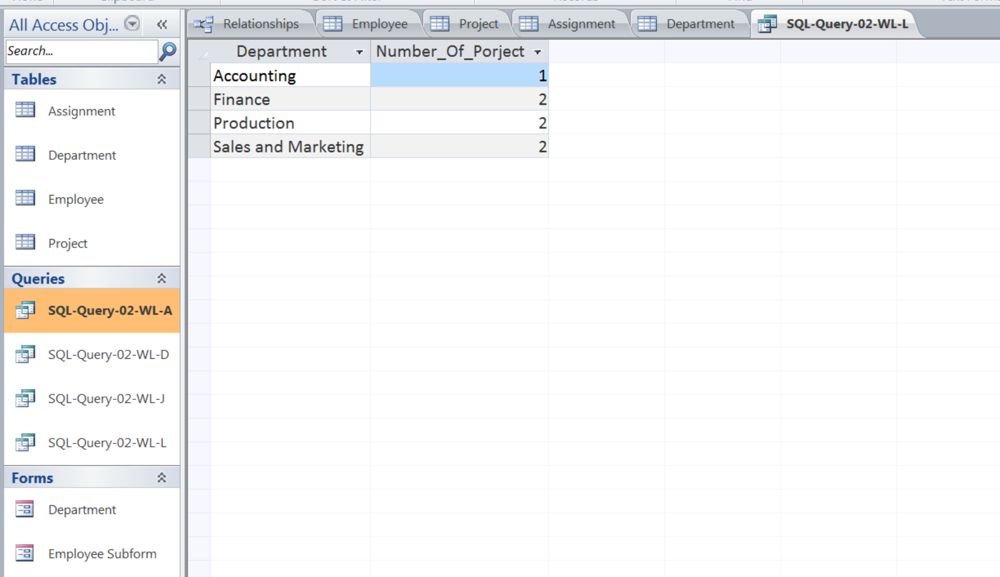 All Access Obj...
Search...
Tables
Assignment
Department
Employee
Project
Queries
SQL-Query-02-WL-A
SQL-Query-02-WL-D
SQL-Query-02-WL-J
SQL-Query-02-WL-L
Forms
Department
Employee Subform
Relationships Employee Project Assignment Department SQL-Query-02-WL-L
Department Number_Of_Porject
Accounting 1
Finance 2
Production 2
Sales and Marketing 2